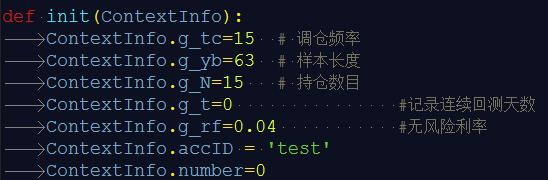 def init(ContextInfo):
ContextInfo.g_tc=15 # 调仓频率
ContextInfo.g_yb=63 # 样本长度
ContextInfo.g_N=15 # 持仓数目
ContextInfo.g_t=0 #记录连续回测天数
ContextInfo.g_rf=0.04 #无风险利率
ContextInfo.accID = 'test'
ContextInfo.number=0